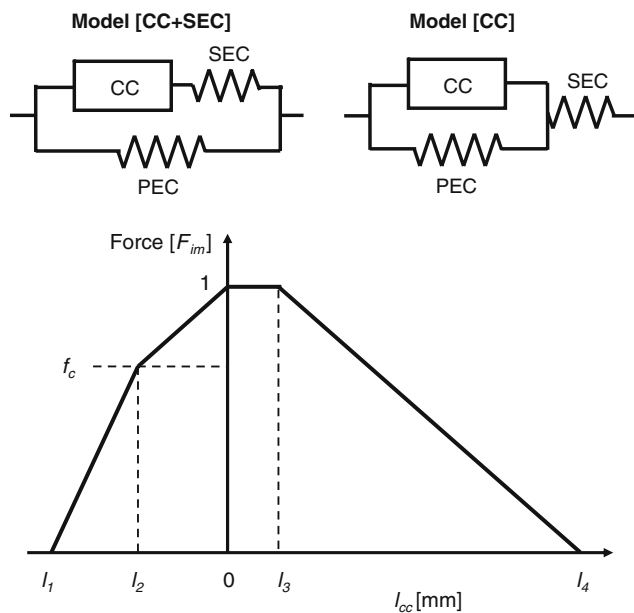 Model [CC+SEC]
Model [CC]
SEC
CC
PEC
SEC
CC
PEC
Force [F_im]
1
f_c
l_1
l_2
0
l_3
l_4
l_cc [mm]